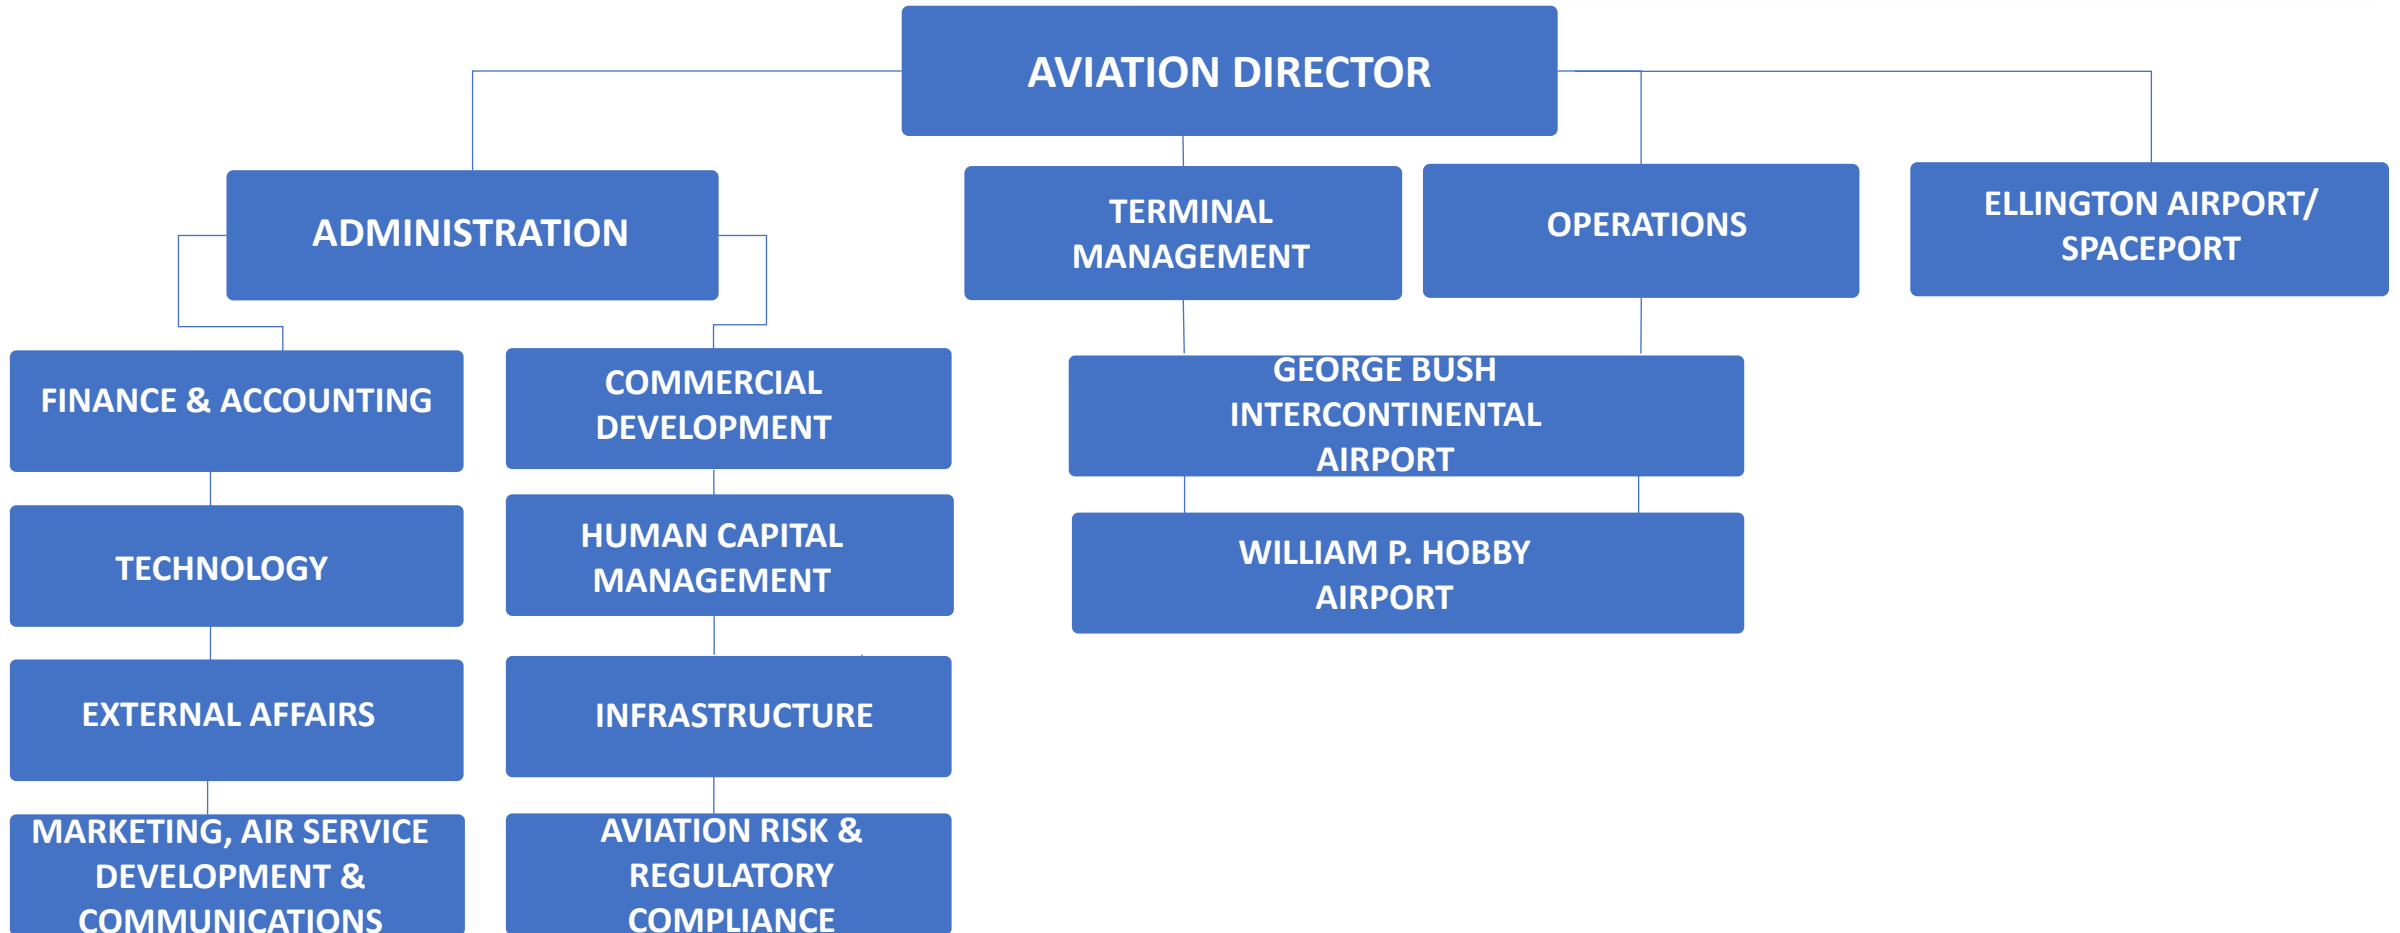 AVIATION DIRECTOR
ADMINISTRATION
TERMINAL
MANAGEMENT
OPERATIONS
ELLINGTON AIRPORT/
SPACEPORT
FINANCE & ACCOUNTING
COMMERCIAL
DEVELOPMENT
GEORGE BUSH
INTERCONTINENTAL
AIRPORT
TECHNOLOGY
HUMAN CAPITAL
MANAGEMENT
WILLIAM P. HOBBY
AIRPORT
EXTERNAL AFFAIRS
INFRASTRUCTURE
MARKETING, AIR SERVICE
DEVELOPMENT &
COMMUNICATIONS
AVIATION RISK &
REGULATORY
COMPLIANCE